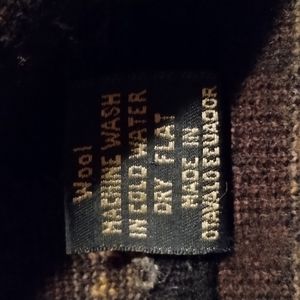 Wool
MACHINE WASH
IN COLD WATER
DRY FLAT
MADE IN
OTAVALO ECUADOR